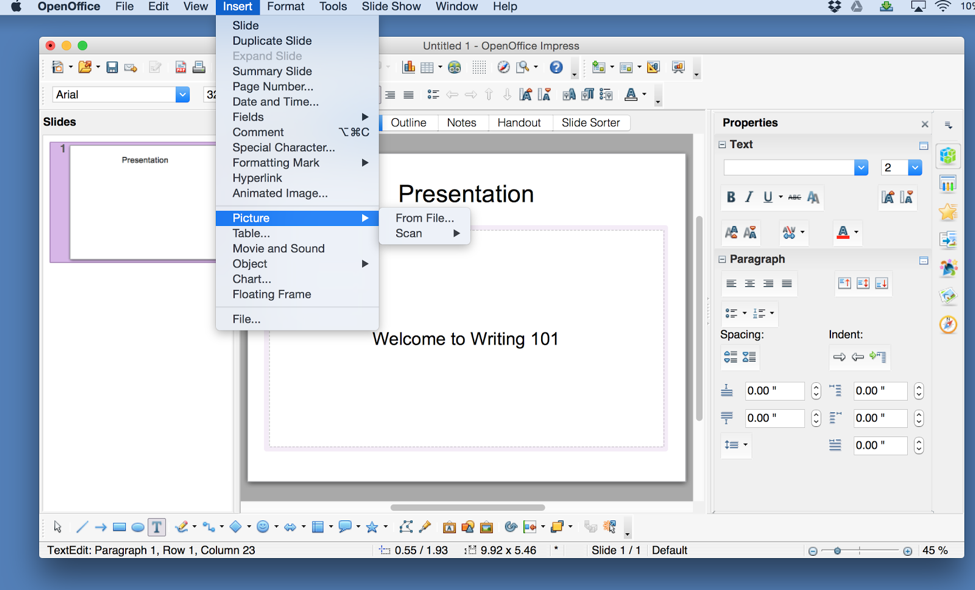 OpenOffice File Edit View Insert Format Tools Slide Show Window Help 10%
Untitled 1 - OpenOffice Impress
Slide
Duplicate Slide
Expand Slide
Summary Slide
Page Number...
Date and Time...
Fields
Comment ⌥⌘C
Special Character...
Formatting Mark
Hyperlink
Animated Image...
Picture
Table...
Movie and Sound
Object
Chart...
Floating Frame
File...
From File...
Scan
Arial 32
Slides
1
Presentation
Outline Notes Handout Slide Sorter
Presentation
Welcome to Writing 101
Properties
Text
2
B I U ABC
Paragraph
Spacing: Indent:
0.00 " 0.00 "
0.00 " 0.00 "
0.00 "
TextEdit: Paragraph 1, Row 1, Column 23 0.55 / 1.93 9.92 x 5.46 * Slide 1 / 1 Default 45 %